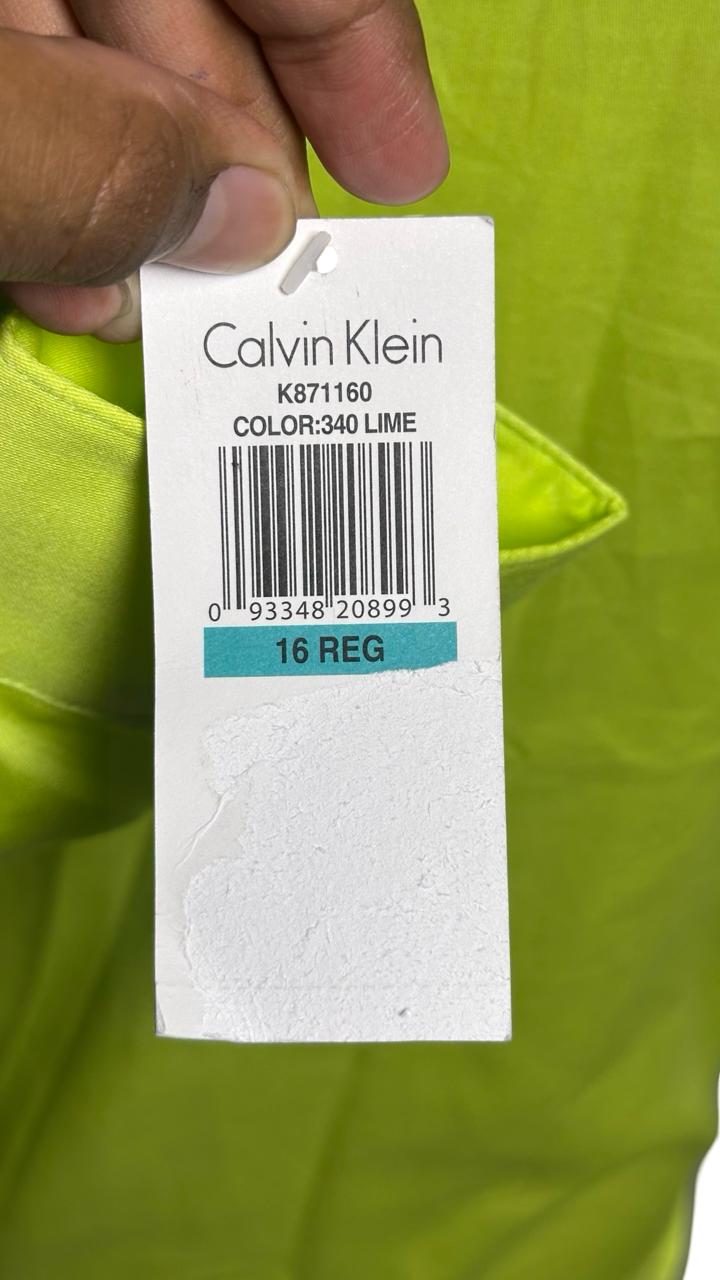 Calvin Klein
K871160
COLOR:340 LIME
0 93348 20899 3
16 REG